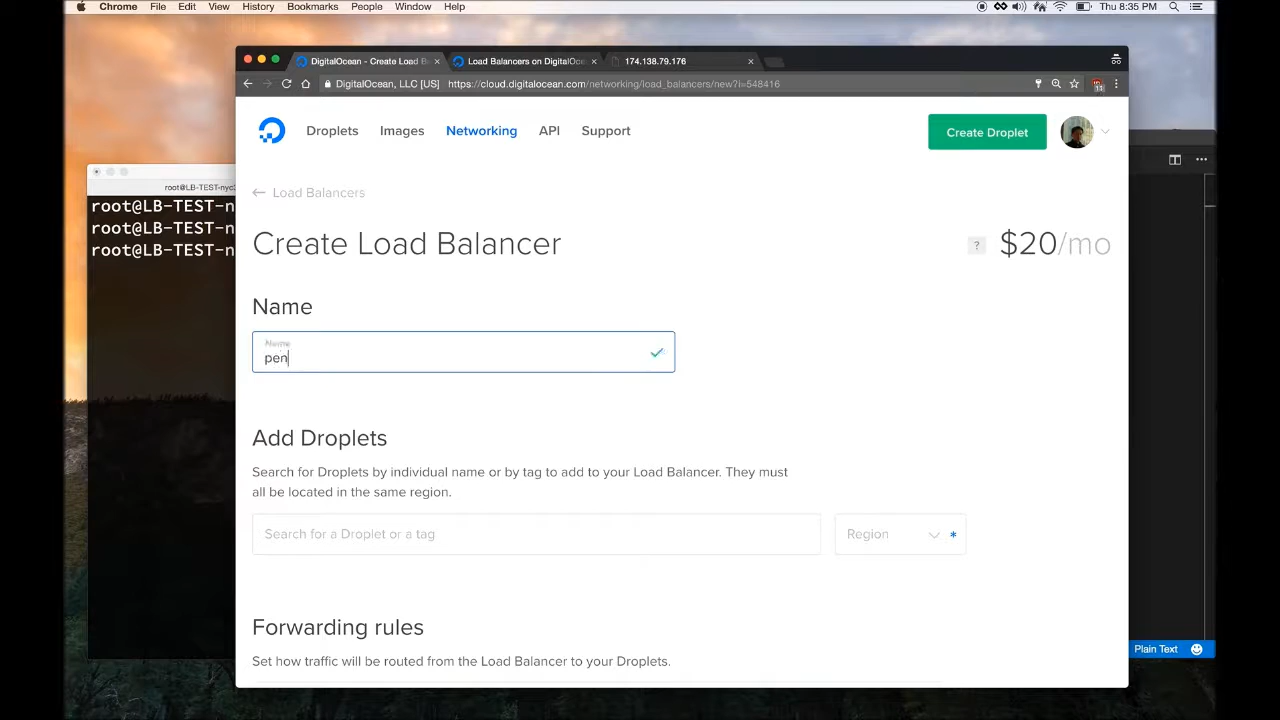 Chrome File Edit View History Bookmarks People Window Help
Thu 8:35 PM
DigitalOcean - Create Load B
Load Balancers on DigitalOce
174.138.79.176
DigitalOcean, LLC [US] https://cloud.digitalocean.com/networking/load_balancers/new?i=548416
11
Droplets Images Networking API Support
Create Droplet
← Load Balancers
root@LB-TEST-nyc
root@LB-TEST-n
root@LB-TEST-n
root@LB-TEST-n
Create Load Balancer
? $20/mo
Name
Name
pen
Add Droplets
Search for Droplets by individual name or by tag to add to your Load Balancer. They must
all be located in the same region.
Search for a Droplet or a tag
Region *
Forwarding rules
Set how traffic will be routed from the Load Balancer to your Droplets.
Plain Text